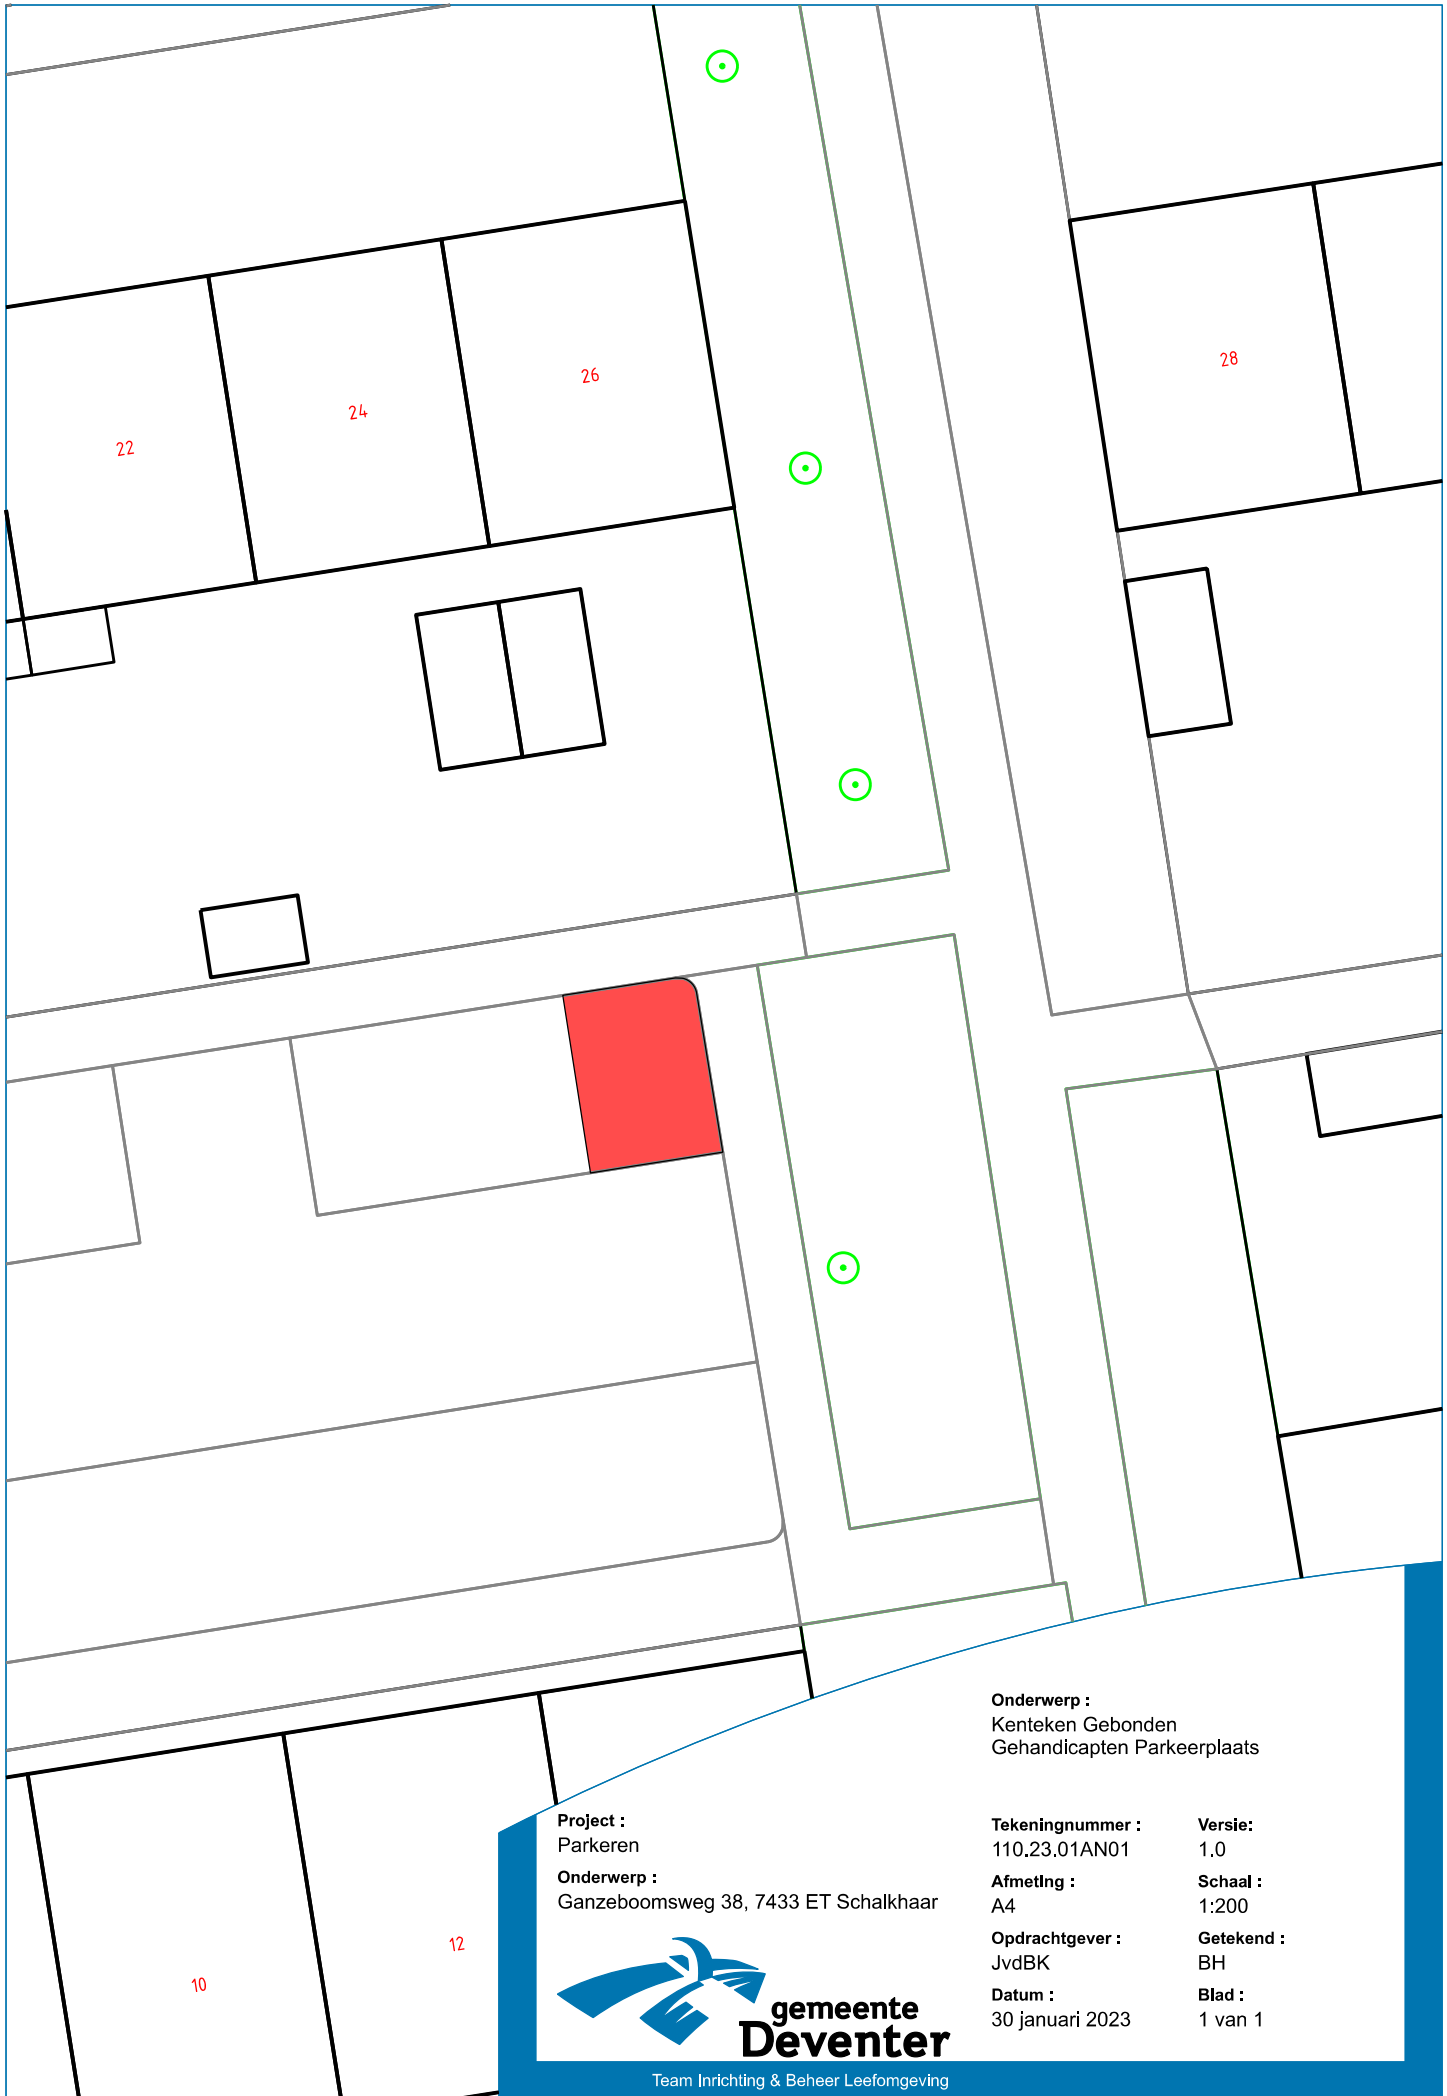 28
26
24
22
12
10
Onderwerp :
Kenteken Gebonden
Gehandicapten Parkeerplaats
Project :
Parkeren
Onderwerp :
Ganzeboomsweg 38, 7433 ET Schalkhaar
Tekeningnummer : Versie:
110.23.01AN01 1.0
Afmeting : Schaal :
A4 1:200
Opdrachtgever : Getekend :
JvdBK BH
Datum : Blad :
30 januari 2023 1 van 1
gemeente
Deventer
Team Inrichting & Beheer Leefomgeving